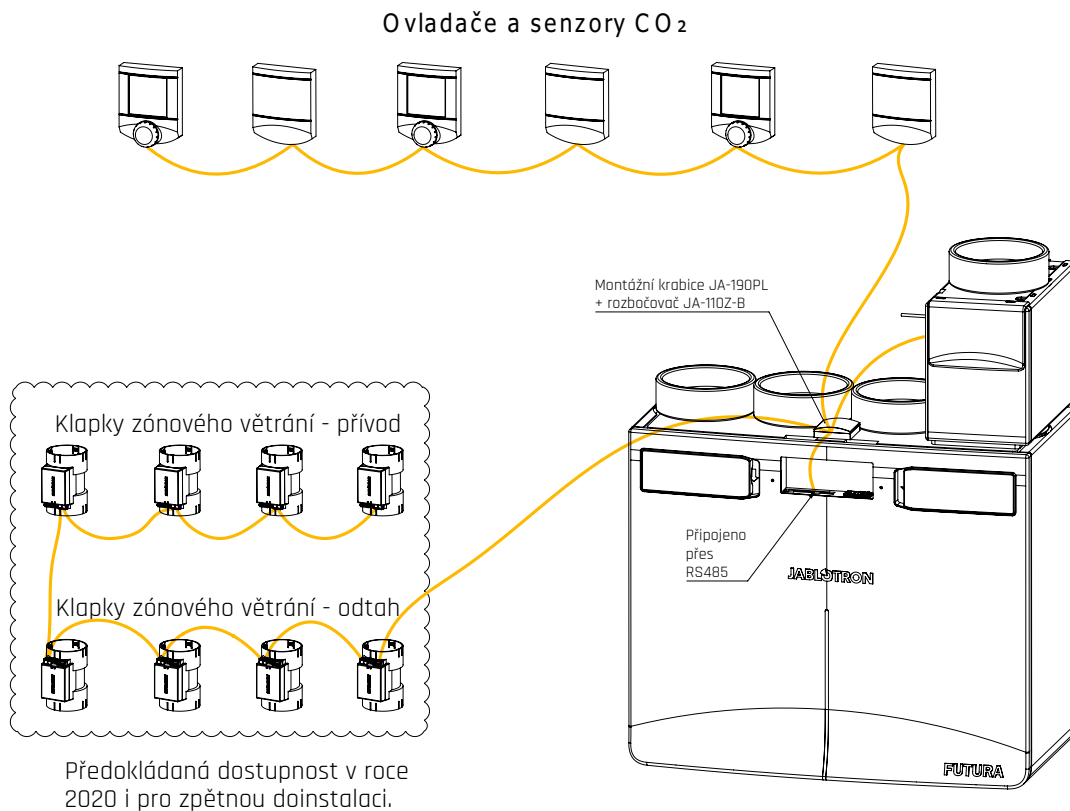 Ovladače a senzory CO₂
Montážní krabice JA-190PL
+ rozbočovač JA-110Z-B
Klapky zónového větrání - přívod
Připojeno
přes
RS485
JABLOTRON
Klapky zónového větrání - odtah
FUTURA
Předokládaná dostupnost v roce
2020 i pro zpětnou doinstalaci.